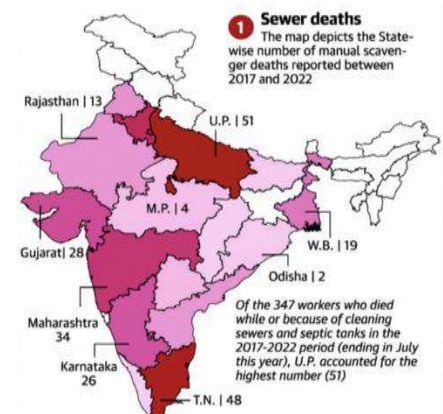 1 Sewer deaths
The map depicts the State-
wise number of manual scaven-
ger deaths reported between
2017 and 2022
Rajasthan | 13
U.P. | 51
M.P. | 4
Gujarat| 28
W.B. | 19
Odisha | 2
Maharashtra
34
Karnataka
26
T.N. | 48
Of the 347 workers who died
while or because of cleaning
sewers and septic tanks in the
2017-2022 period (ending in July
this year), U.P. accounted for the
highest number (51)